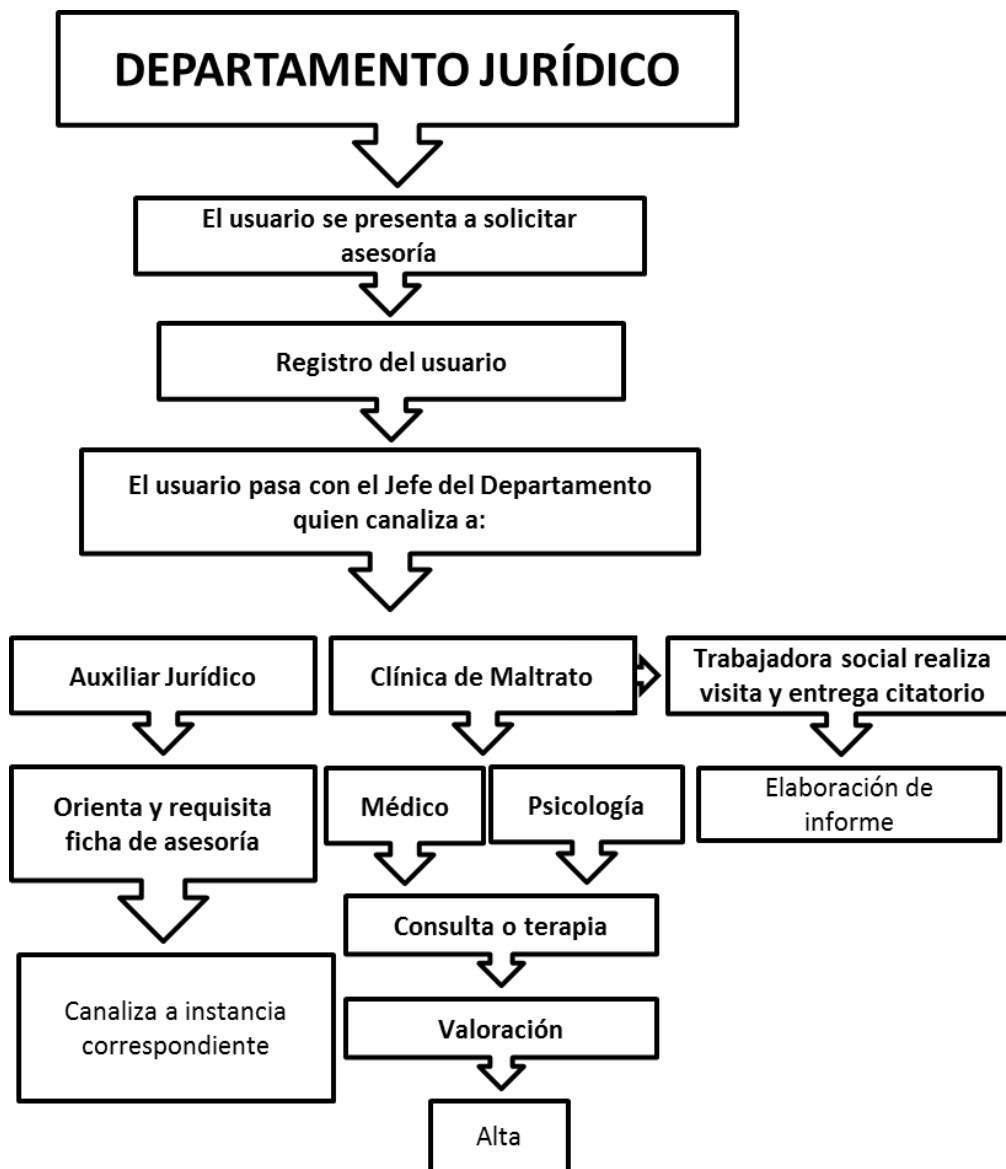 DEPARTAMENTO JURÍDICO
El usuario se presenta a solicitar
asesoría
Registro del usuario
El usuario pasa con el Jefe del Departamento
quien canaliza a:
Auxiliar Jurídico
Clínica de Maltrato
Trabajadora social realiza
visita y entrega citatorio
Orienta y requisita
ficha de asesoría
Médico
Psicología
Elaboración de
informe
Consulta o terapia
Canaliza a instancia
correspondiente
Valoración
Alta